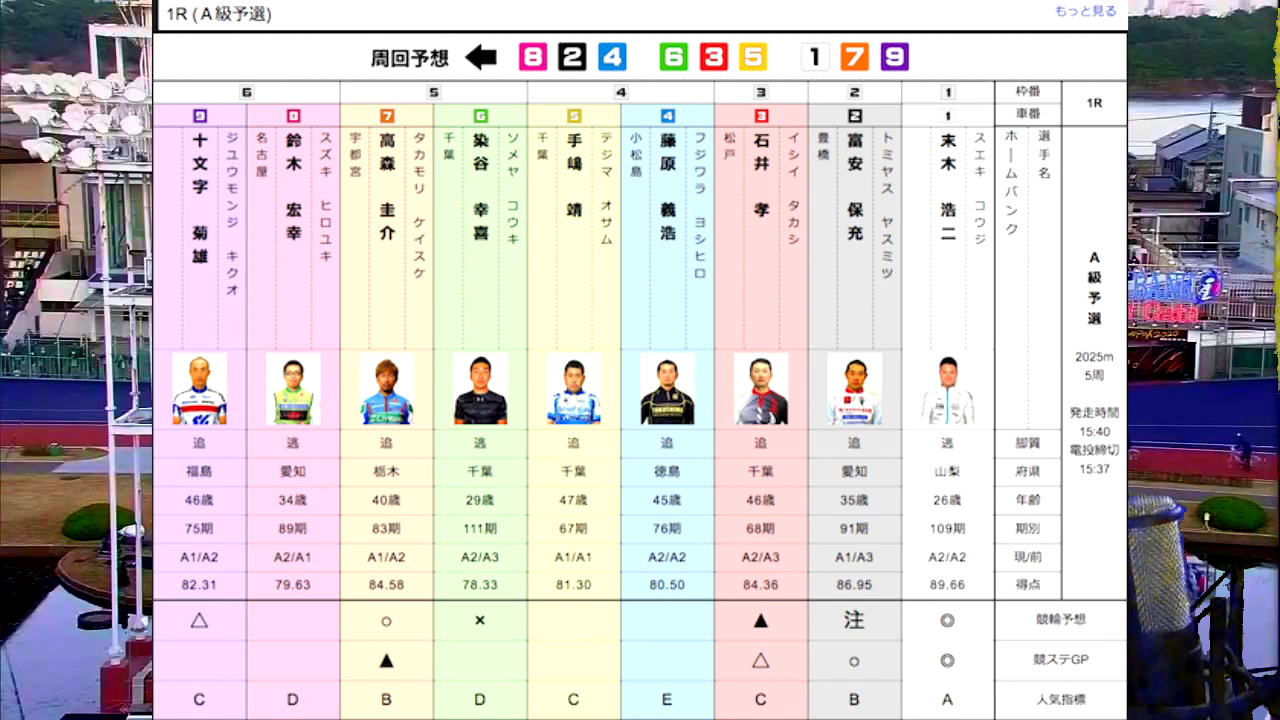 1R (A級予選)
もっと見る
周回予想 8 2 4 6 3 5 1 7 9
6 5 4 3 2 1 枠番
9 8 7 6 5 4 3 2 1 車番
1R
選手名
ホームバンク
スエキ コウジ
末木 浩二
トミヤス ヤスミツ
富安 保充
豊橋
イシイ タカシ
石井 孝
松戸
フジワラ ヨシヒロ
藤原 義浩
小松島
テジマ オサム
手嶋 靖
千葉
ソメヤ コウキ
染谷 幸喜
千葉
タカモリ ケイスケ
高森 圭介
宇都宮
スズキ ヒロユキ
鈴木 宏幸
名古屋
ジユウモンジ キクオ
十文字 菊雄
A級予選
2025m
5周
発走時間
15:40
電投締切
15:37
追 逃 追 逃 追 追 追 追 逃 脚質
福島 愛知 栃木 千葉 千葉 徳島 千葉 愛知 山梨 府県
46歳 34歳 40歳 29歳 47歳 45歳 46歳 35歳 26歳 年齢
75期 89期 83期 111期 67期 76期 68期 91期 109期 期別
A1/A2 A2/A1 A1/A2 A2/A3 A1/A1 A2/A2 A2/A3 A1/A3 A2/A2 現/前
82.31 79.63 84.58 78.33 81.30 80.50 84.36 86.95 89.66 得点
△ ○ × ▲ 注 ◎ 競輪予想
▲ △ ○ ◎ 競ステGP
C D B D C E C B A 人気指標